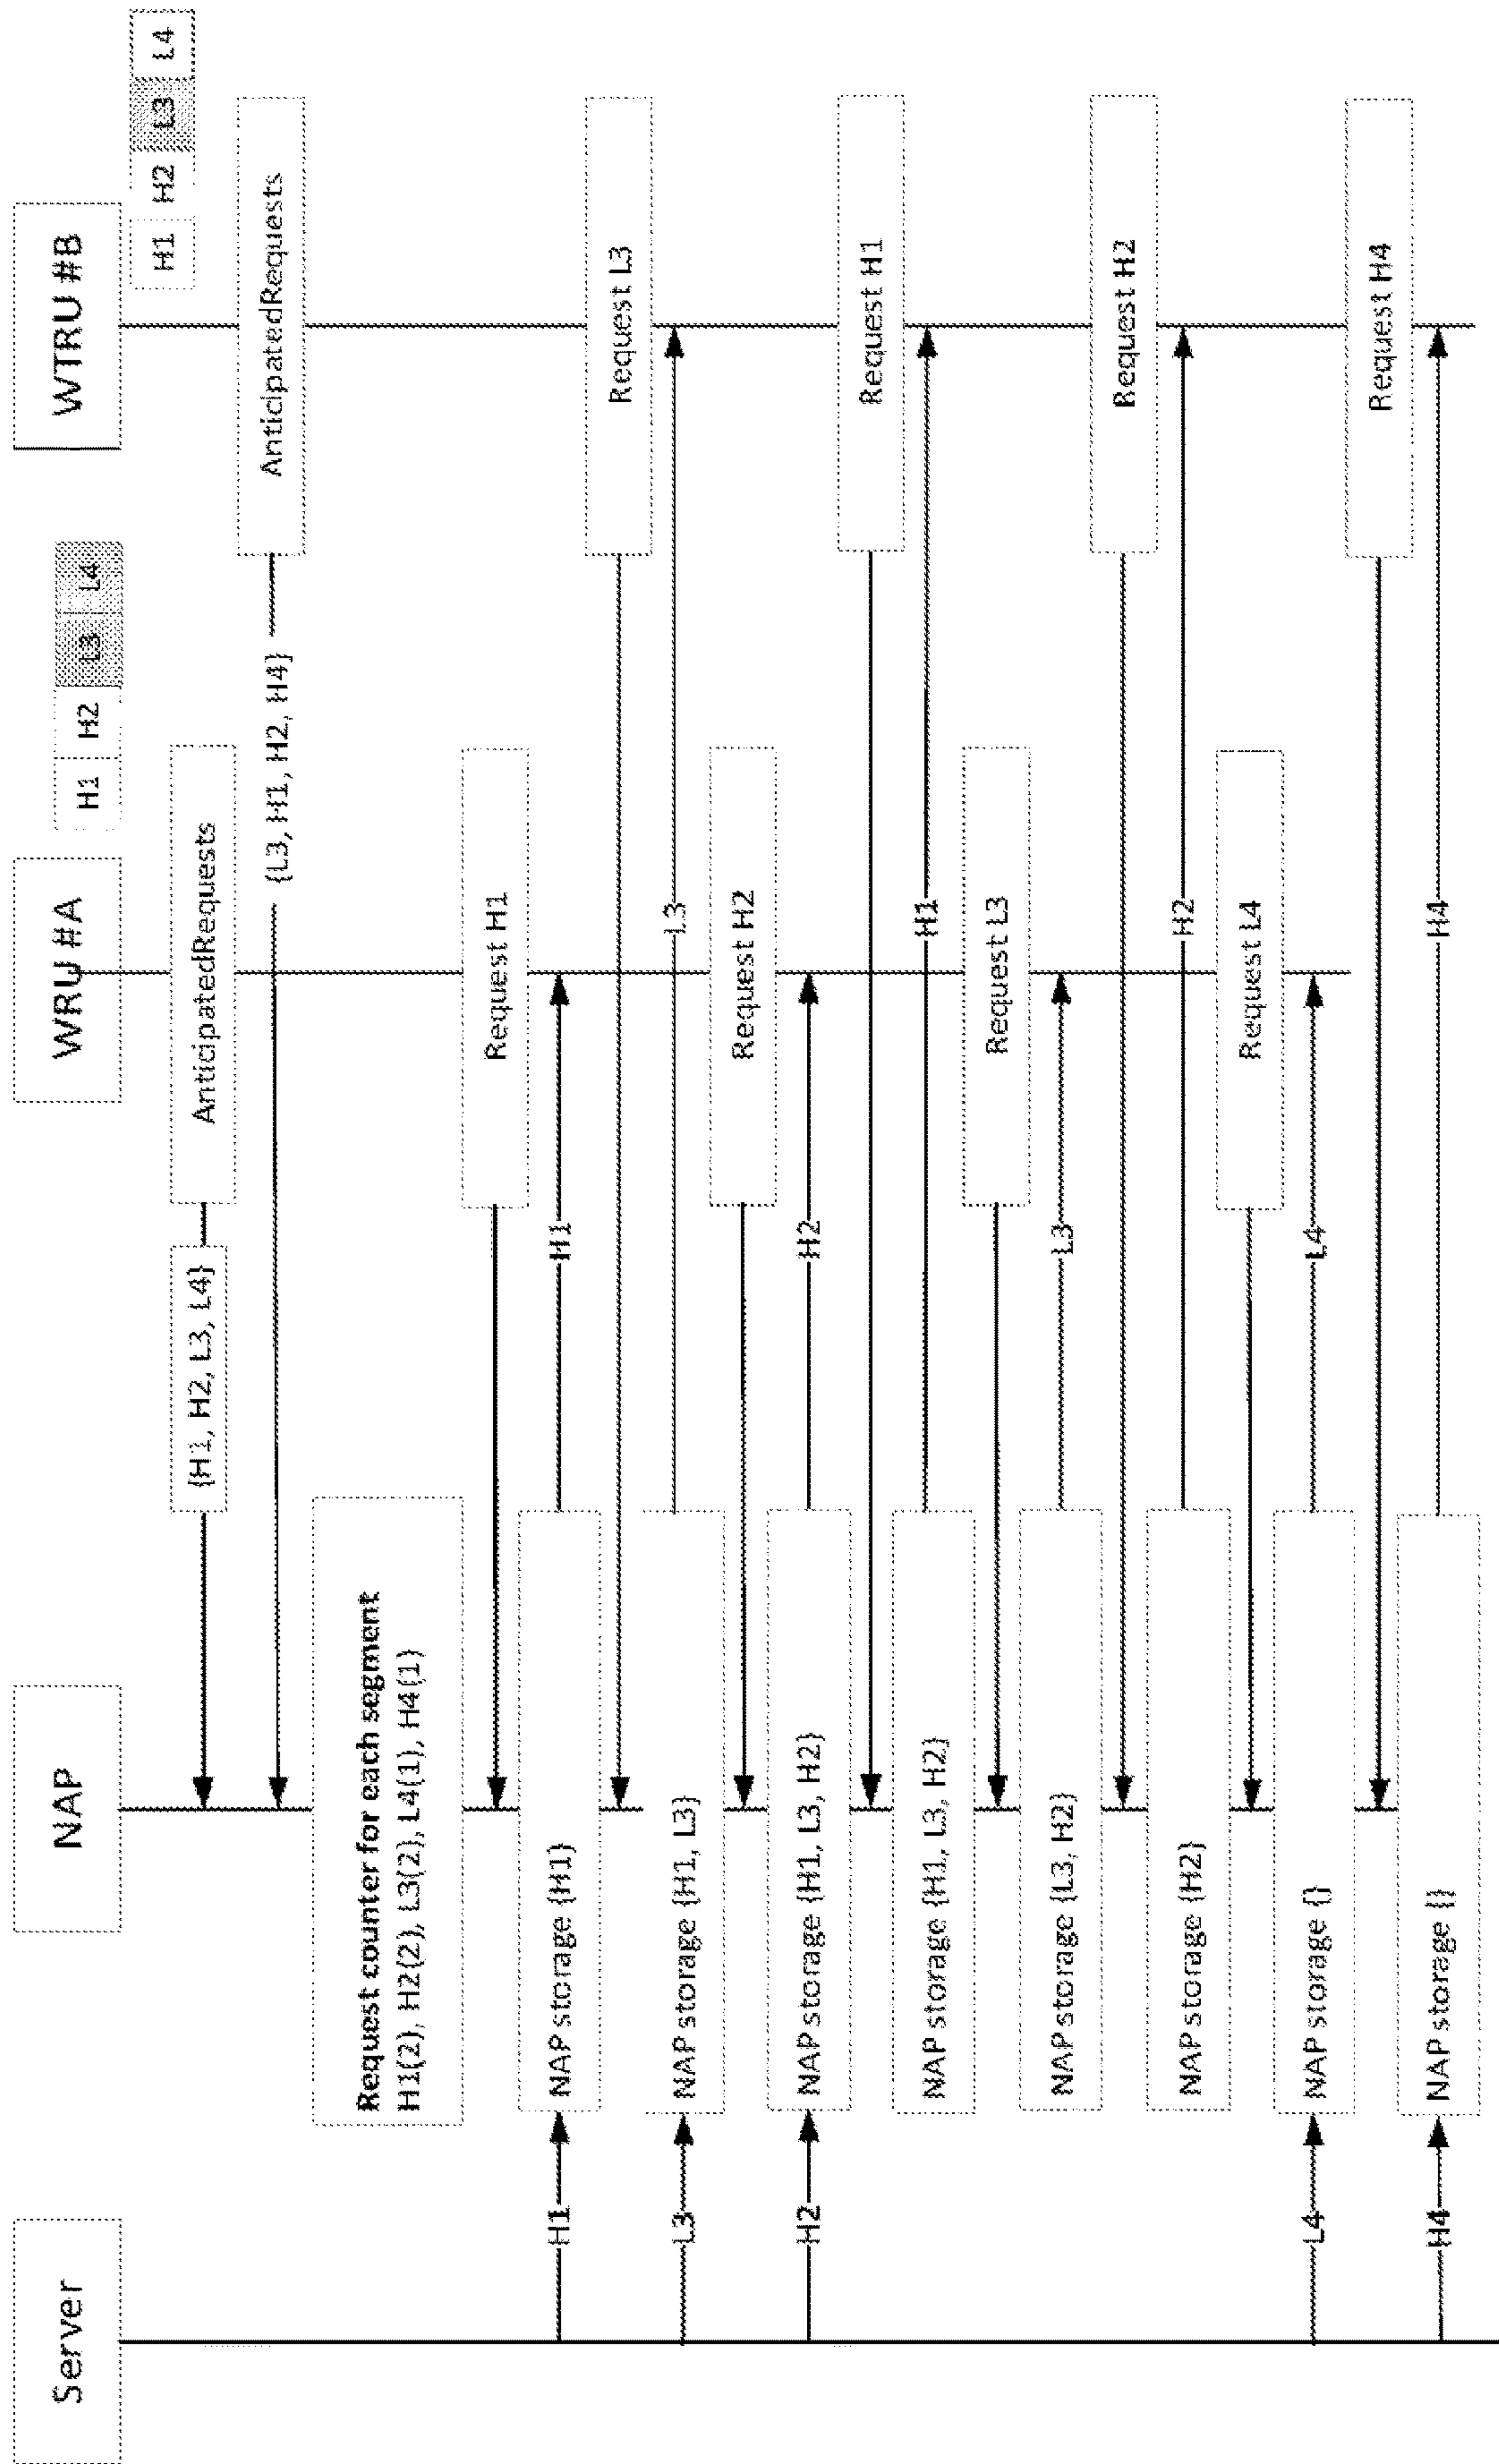 Server
NAP
WRU #A
WTRU #B
H1
H2
L3
L4
H1
H2
L3
L4
AnticipatedRequests
{H1, H2, L3, L4}
AnticipatedRequests
{L3, H1, H2, H4}
Request counter for each segment
H1(2), H2(2), L3(2), L4(1), H4(1)
Request H1
H1
NAP storage {H1}
H1
Request L3
L3
NAP storage {H1, L3}
L3
Request H2
H2
NAP storage {H1, L3, H2}
H2
Request H1
NAP storage {H1, L3, H2}
H1
Request L3
NAP storage {L3, H2}
L3
Request H2
NAP storage {H2}
H2
Request L4
L4
NAP storage {}
L4
Request H4
H4
NAP storage {}
H4